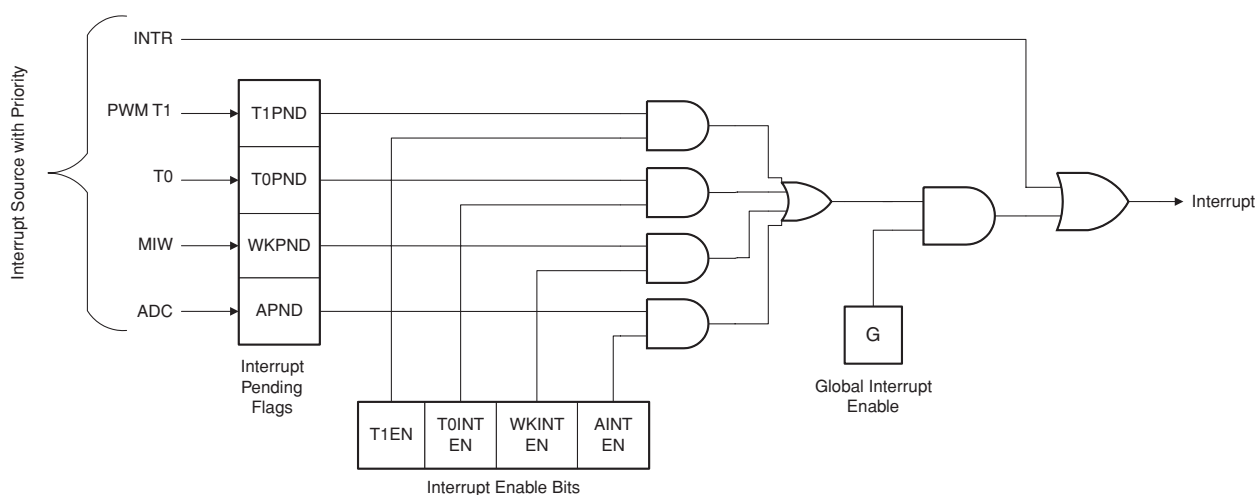 Interrupt Source with Priority
INTR
PWM T1
T0
MIW
ADC
T1PND
T0PND
WKPND
APND
Interrupt
Pending
Flags
T1EN
T0INT
EN
WKINT
EN
AINT
EN
Interrupt Enable Bits
G
Global Interrupt
Enable
Interrupt